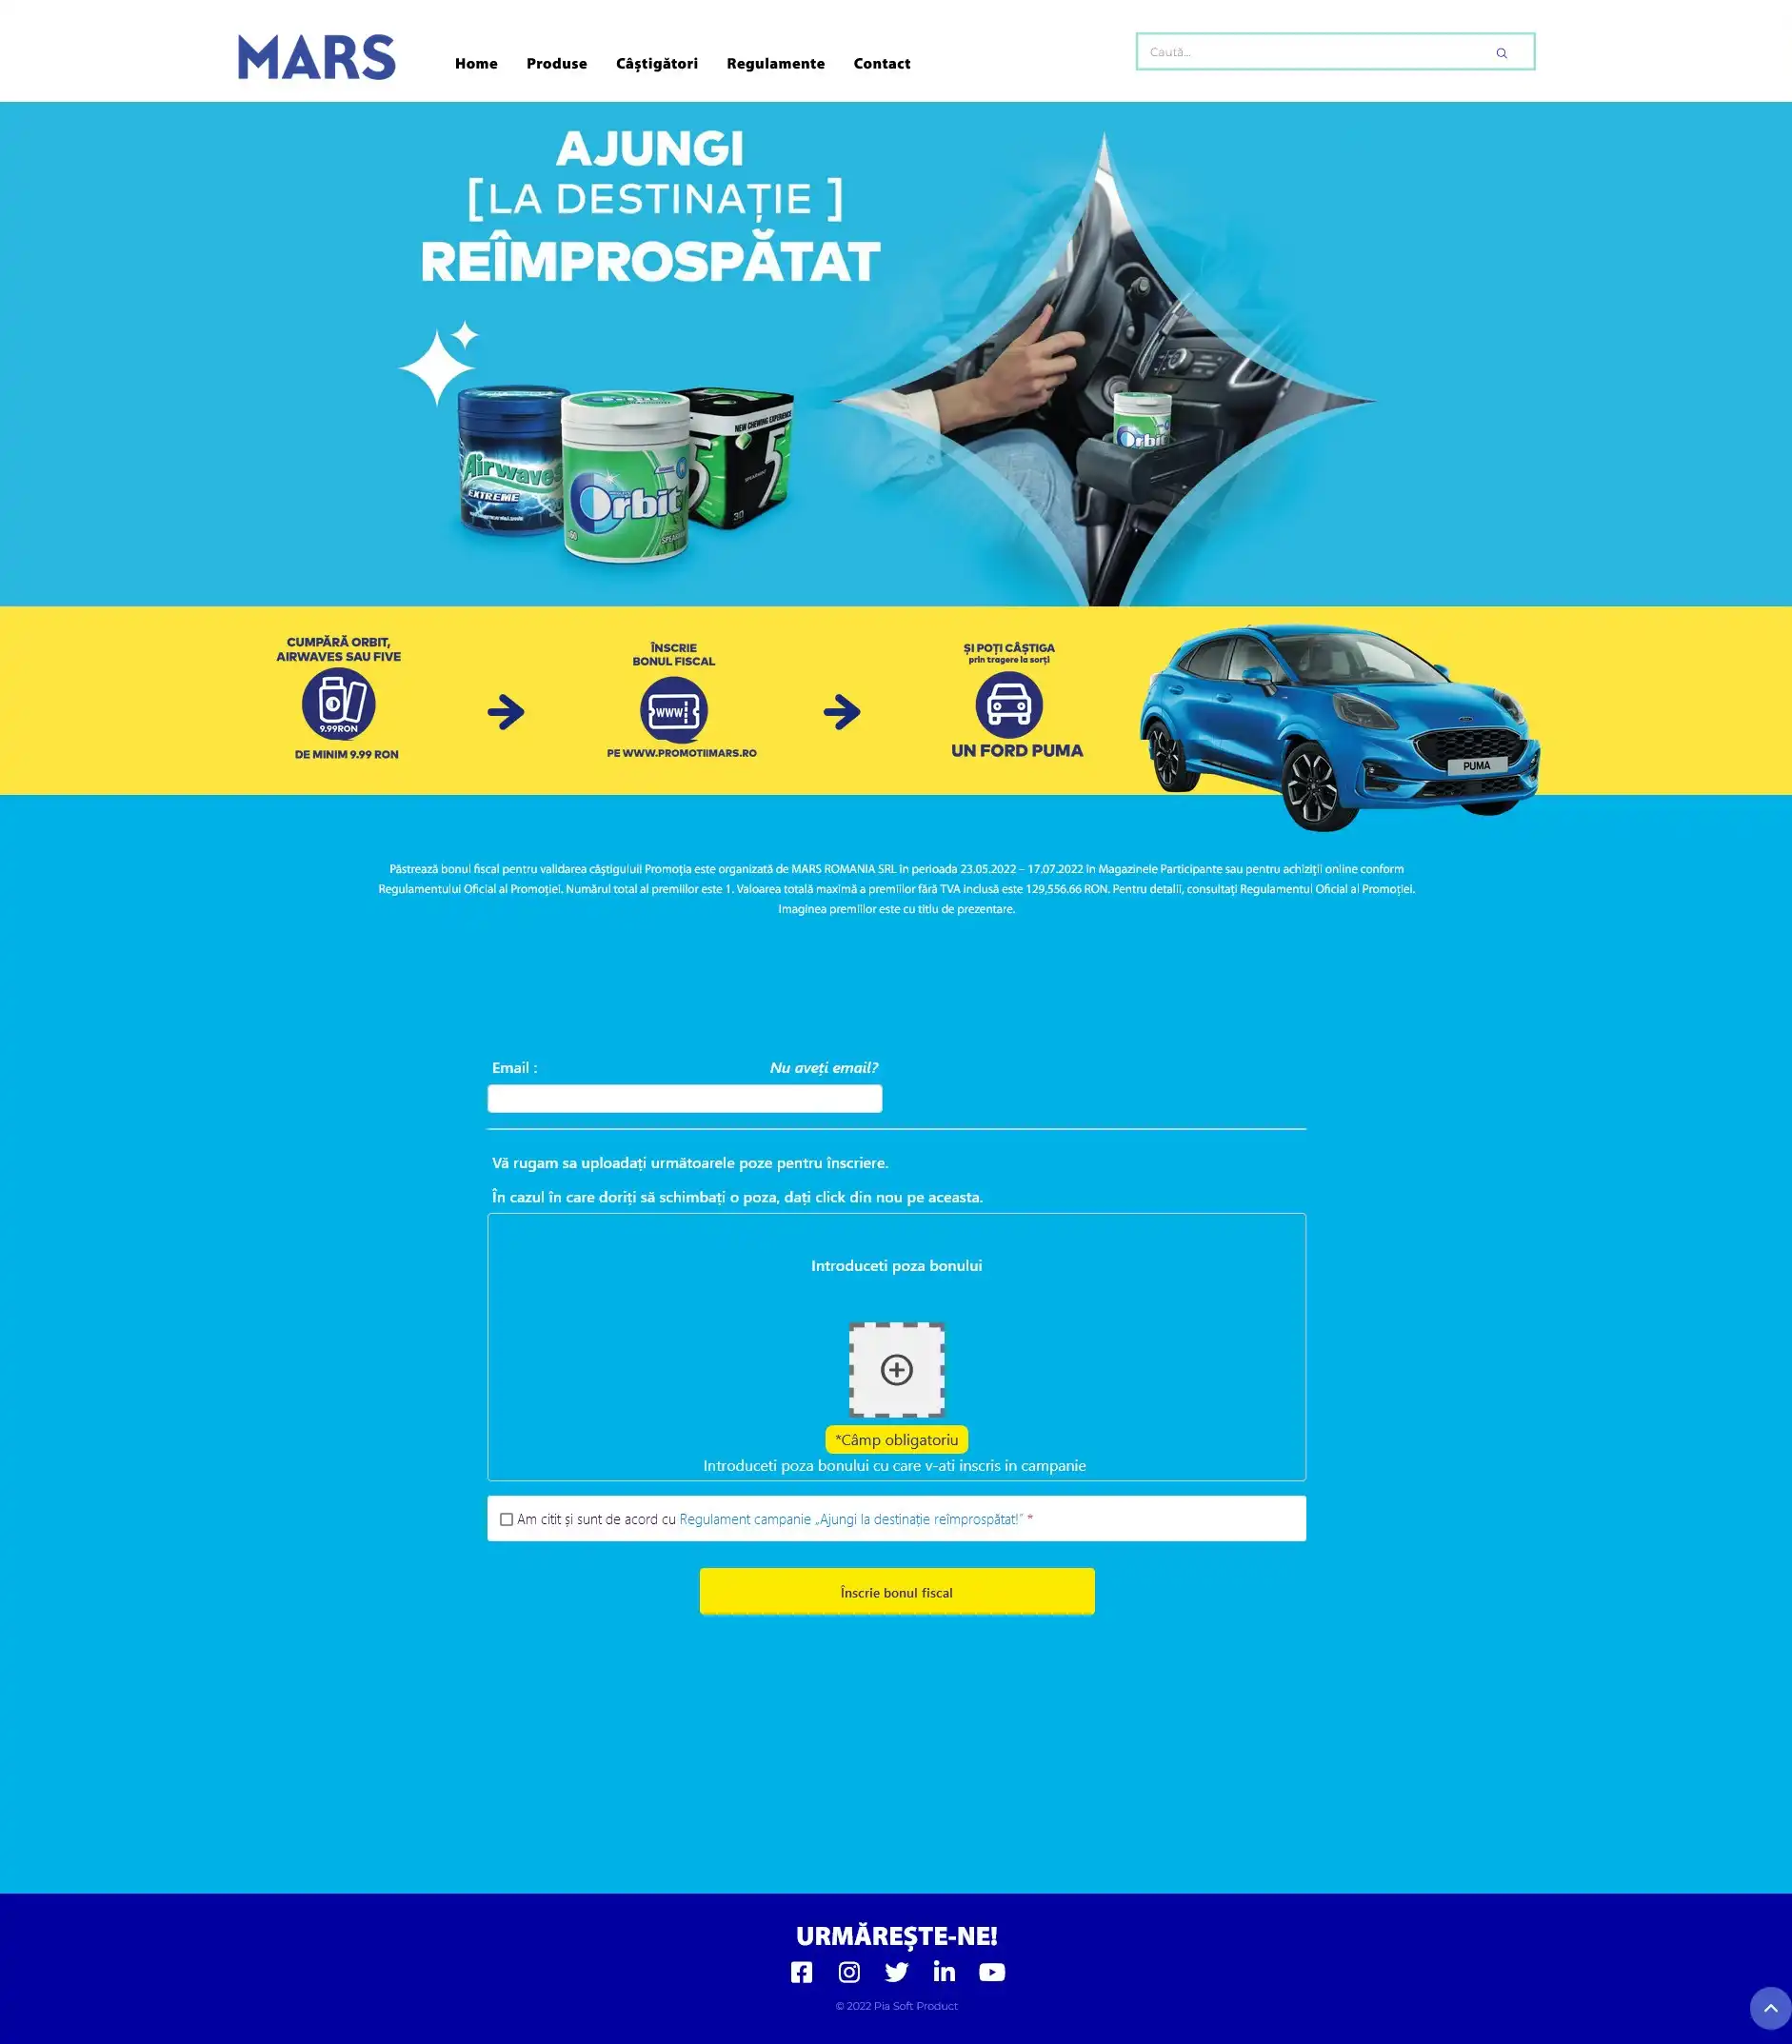 MARS
Home
Produse
Câștigători
Regulamente
Contact
Caută...
AJUNGI
[LA DESTINAȚIE ]
REÎMPROSPĂTAT
Airwaves
EXTREME
Orbit
SPEARMINT
60
NEW CHEWING EXPERIENCE
5
30
Orbit
CUMPĂRĂ ORBIT,
AIRWAVES SAU FIVE
9.99RON
DE MINIM 9.99 RON
ÎNSCRIE
BONUL FISCAL
WWW
PE WWW.PROMOTIIMARS.RO
ȘI POȚI CÂȘTIGA
prin tragere la sorți
UN FORD PUMA
PUMA
Păstrează bonul fiscal pentru validarea câștigului! Promoția este organizată de MARS ROMANIA SRL în perioada 23.05.2022 – 17.07.2022 în Magazinele Participante sau pentru achiziții online conform
Regulamentului Oficial al Promoției. Numărul total al premiilor este 1. Valoarea totală maximă a premiilor fără TVA inclusă este 129,556.66 RON. Pentru detalii, consultați Regulamentul Oficial al Promoției.
Imaginea premiilor este cu titlu de prezentare.
Email :
Nu aveți email?
Vă rugam sa uploadați următoarele poze pentru înscriere.
În cazul în care doriți să schimbați o poza, dați click din nou pe aceasta.
Introduceti poza bonului
*Câmp obligatoriu
Introduceti poza bonului cu care v-ati inscris in campanie
Am citit și sunt de acord cu Regulament campanie „Ajungi la destinație reîmprospătat!” *
Înscrie bonul fiscal
URMĂREȘTE-NE!
© 2022 Pia Soft Product